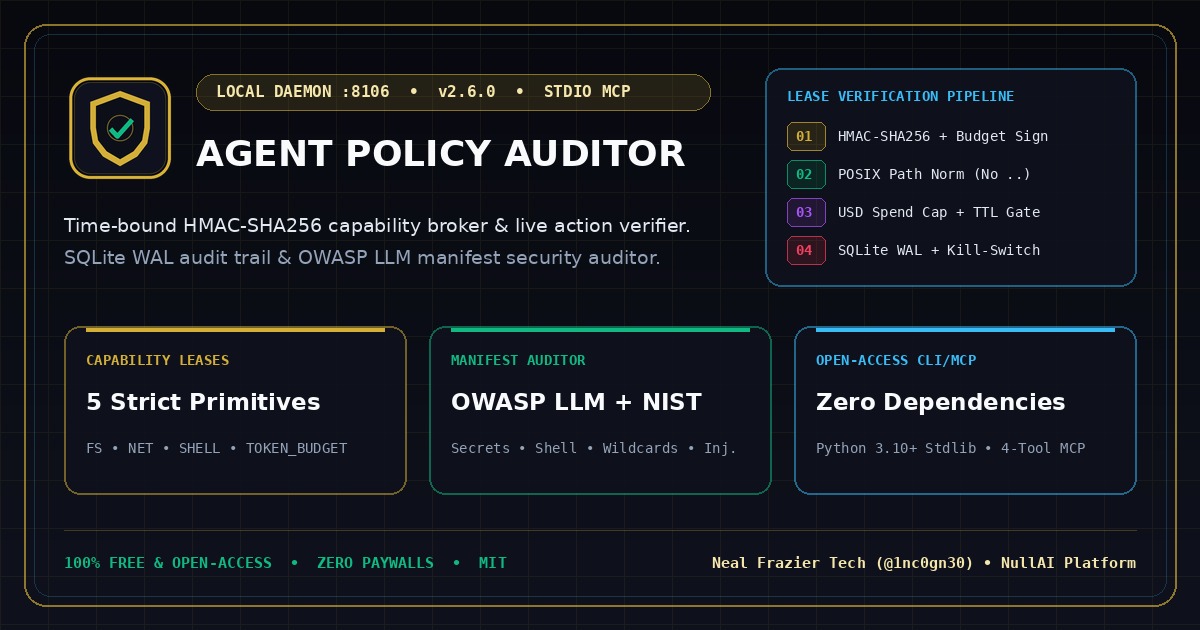 LOCAL DAEMON :8106 • v2.6.0 • STDIO MCP
AGENT POLICY AUDITOR
Time-bound HMAC-SHA256 capability broker & live action verifier.
SQLite WAL audit trail & OWASP LLM manifest security auditor.
LEASE VERIFICATION PIPELINE
01 HMAC-SHA256 + Budget Sign
02 POSIX Path Norm (No ..)
03 USD Spend Cap + TTL Gate
04 SQLite WAL + Kill-Switch
CAPABILITY LEASES
5 Strict Primitives
FS • NET • SHELL • TOKEN_BUDGET
MANIFEST AUDITOR
OWASP LLM + NIST
Secrets • Shell • Wildcards • Inj.
OPEN-ACCESS CLI/MCP
Zero Dependencies
Python 3.10+ Stdlib • 4-Tool MCP
100% FREE & OPEN-ACCESS • ZERO PAYWALLS • MIT
Neal Frazier Tech (@1nc0gn30) • NullAI Platform